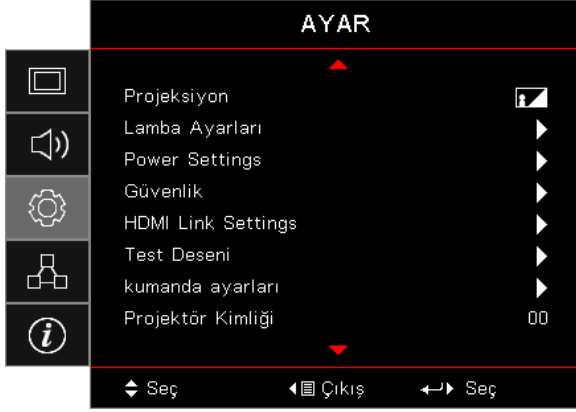 AYAR
Projeksiyon
Lamba Ayarları
Power Settings
Güvenlik
HDMI Link Settings
Test Deseni
kumanda ayarları
Projektör Kimliği 00
Seç Çıkış Seç